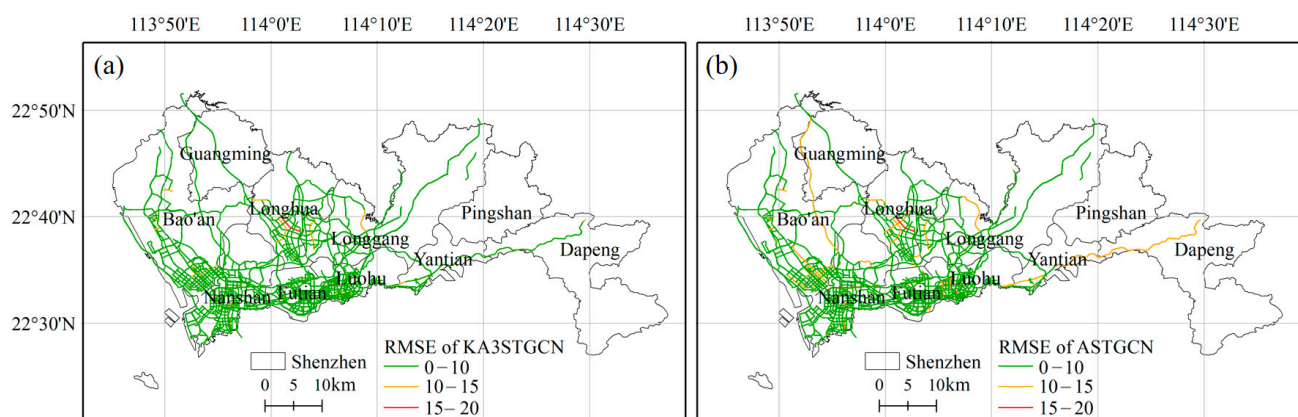 113°50'E 114°0'E 114°10'E 114°20'E 114°30'E 113°50'E 114°0'E 114°10'E 114°20'E 114°30'E
(a)
22°50'N
22°40'N
22°30'N
Guangming
Longhua
Pingshan
Bao'an
Longgang
Dapeng
Yantian
Luohu
Nanshan
Futian
Shenzhen
0 5 10km
RMSE of KA3STGCN
0–10
10–15
15–20
(b)
Guangming
Longhua
Pingshan
Bao'an
Longgang
Dapeng
Yantian
Luohu
Nanshan
Futian
Shenzhen
0 5 10km
RMSE of ASTGCN
0–10
10–15
15–20